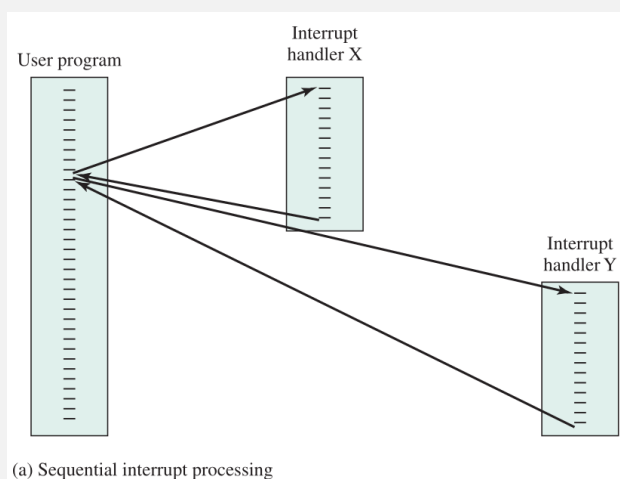 Interrupt
handler X
User program
Interrupt
handler Y
(a) Sequential interrupt processing